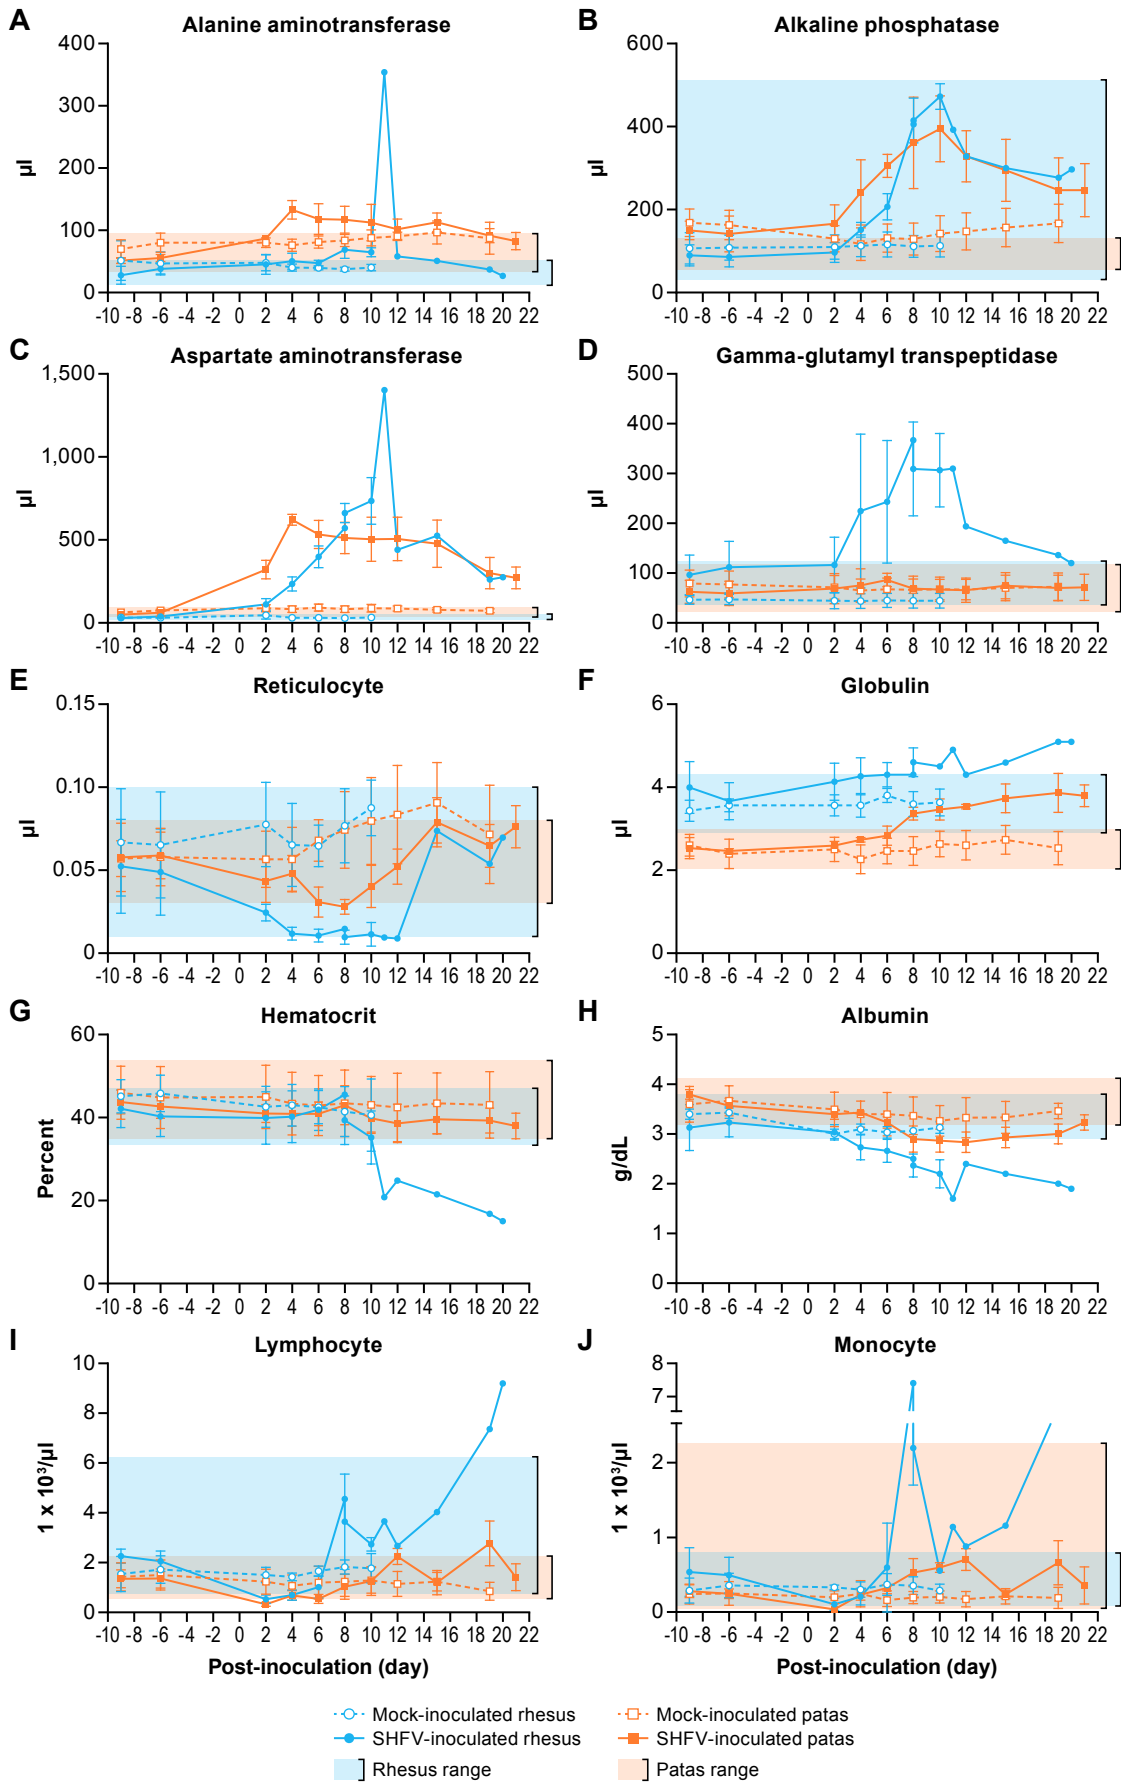 A Alanine aminotransferase
400
300
200
100
0
µl
-10 -8 -6 -4 -2 0 2 4 6 8 10 12 14 16 18 20 22
B Alkaline phosphatase
600
400
200
0
µl
-10 -8 -6 -4 -2 0 2 4 6 8 10 12 14 16 18 20 22
C Aspartate aminotransferase
1,500
1,000
500
0
µl
-10 -8 -6 -4 -2 0 2 4 6 8 10 12 14 16 18 20 22
D Gamma-glutamyl transpeptidase
500
400
300
200
100
0
µl
-10 -8 -6 -4 -2 0 2 4 6 8 10 12 14 16 18 20 22
E Reticulocyte
0.15
0.10
0.05
0
µl
-10 -8 -6 -4 -2 0 2 4 6 8 10 12 14 16 18 20 22
F Globulin
6
4
2
0
µl
-10 -8 -6 -4 -2 0 2 4 6 8 10 12 14 16 18 20 22
G Hematocrit
60
40
20
0
Percent
-10 -8 -6 -4 -2 0 2 4 6 8 10 12 14 16 18 20 22
H Albumin
5
4
3
2
1
0
g/dL
-10 -8 -6 -4 -2 0 2 4 6 8 10 12 14 16 18 20 22
I Lymphocyte
10
8
6
4
2
0
1 x 10³/µl
-10 -8 -6 -4 -2 0 2 4 6 8 10 12 14 16 18 20 22
Post-inoculation (day)
J Monocyte
8
7
2
1
0
1 x 10³/µl
-10 -8 -6 -4 -2 0 2 4 6 8 10 12 14 16 18 20 22
Post-inoculation (day)
Mock-inoculated rhesus
SHFV-inoculated rhesus
Rhesus range
Mock-inoculated patas
SHFV-inoculated patas
Patas range